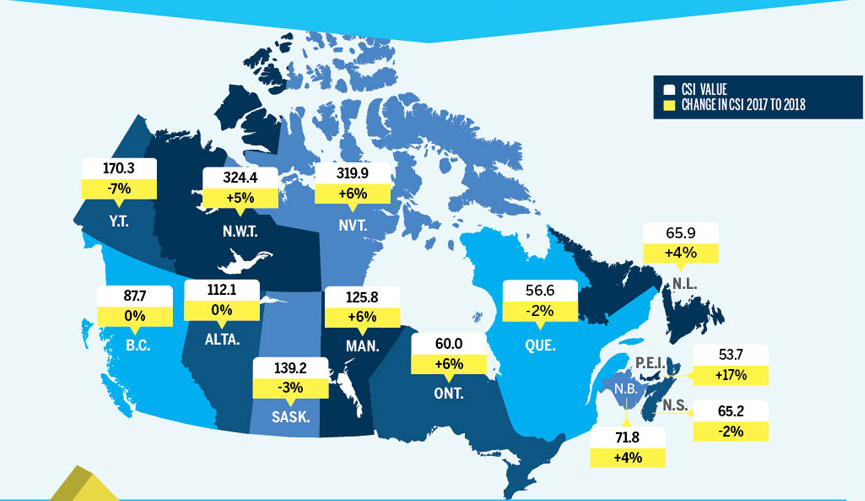 CSI VALUE
CHANGE IN CSI 2017 TO 2018
170.3
-7%
Y.T.
324.4
+5%
N.W.T.
319.9
+6%
NVT.
65.9
+4%
N.L.
87.7
0%
B.C.
112.1
0%
ALTA.
139.2
-3%
SASK.
125.8
+6%
MAN.
60.0
+6%
ONT.
56.6
-2%
QUE.
P.E.I.
53.7
+17%
N.B.
71.8
+4%
N.S.
65.2
-2%